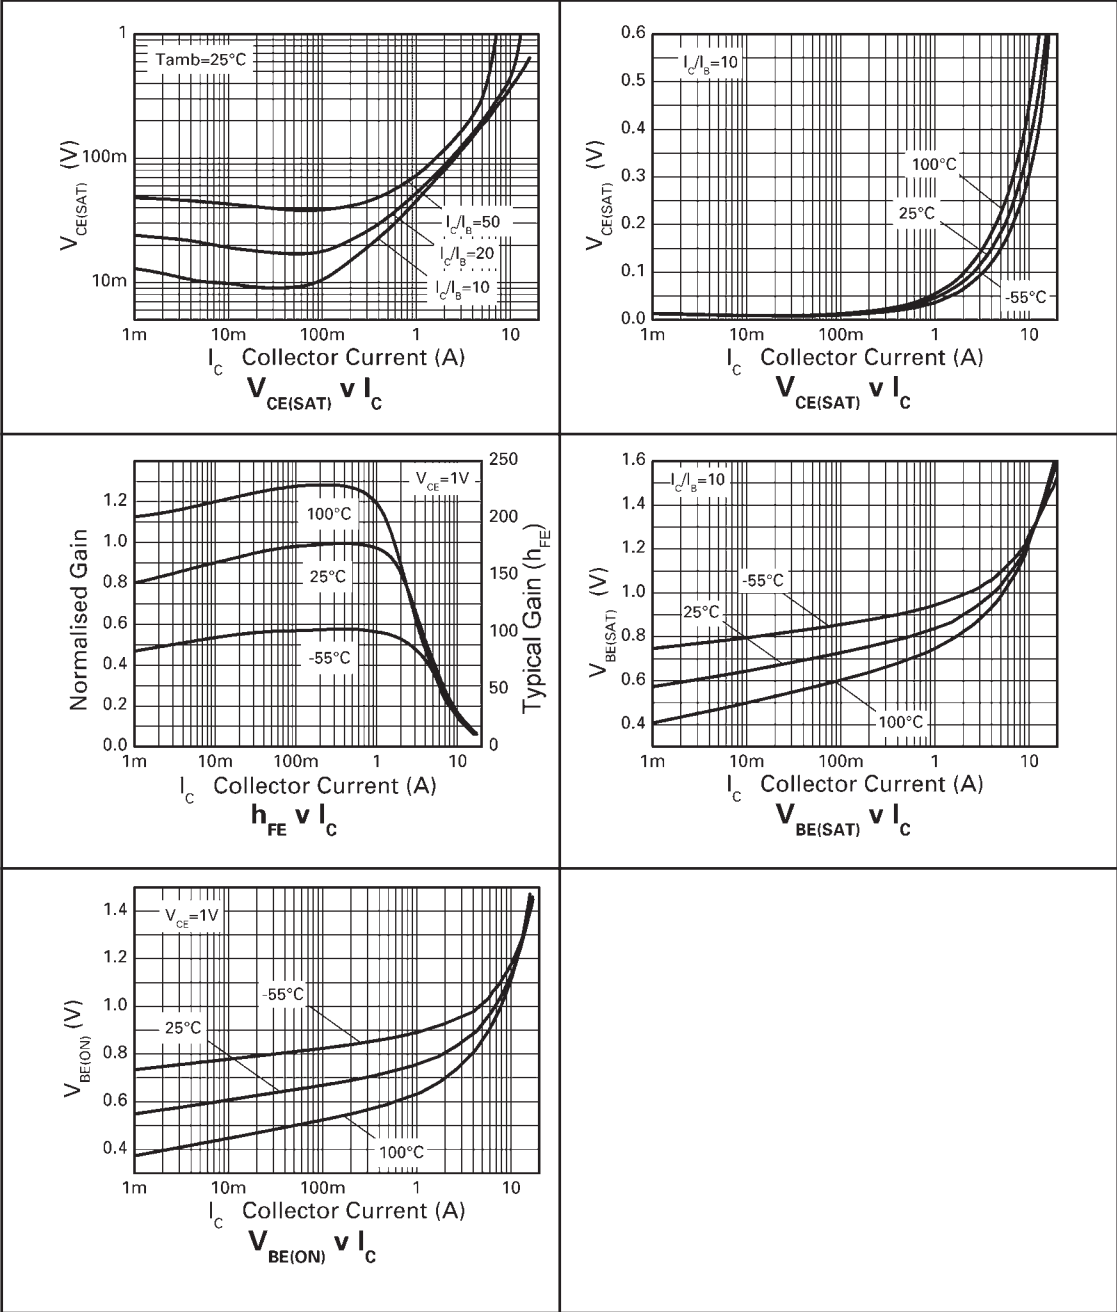 1
100m
10m
V_CE(SAT) (V)
Tamb=25°C
I_C/I_B=50
I_C/I_B=20
I_C/I_B=10
1m 10m 100m 1 10
I_C Collector Current (A)
V_CE(SAT) v I_C
0.6
0.5
0.4
0.3
0.2
0.1
0.0
V_CE(SAT) (V)
I_C/I_B=10
100°C
25°C
-55°C
1m 10m 100m 1 10
I_C Collector Current (A)
V_CE(SAT) v I_C
1.2
1.0
0.8
0.6
0.4
0.2
0.0
Normalised Gain
V_CE=1V
100°C
25°C
-55°C
250
200
150
100
50
0
Typical Gain (h_FE)
1m 10m 100m 1 10
I_C Collector Current (A)
h_FE v I_C
1.6
1.4
1.2
1.0
0.8
0.6
0.4
V_BE(SAT) (V)
I_C/I_B=10
-55°C
25°C
100°C
1m 10m 100m 1 10
I_C Collector Current (A)
V_BE(SAT) v I_C
1.4
1.2
1.0
0.8
0.6
0.4
V_BE(ON) (V)
V_CE=1V
-55°C
25°C
100°C
1m 10m 100m 1 10
I_C Collector Current (A)
V_BE(ON) v I_C